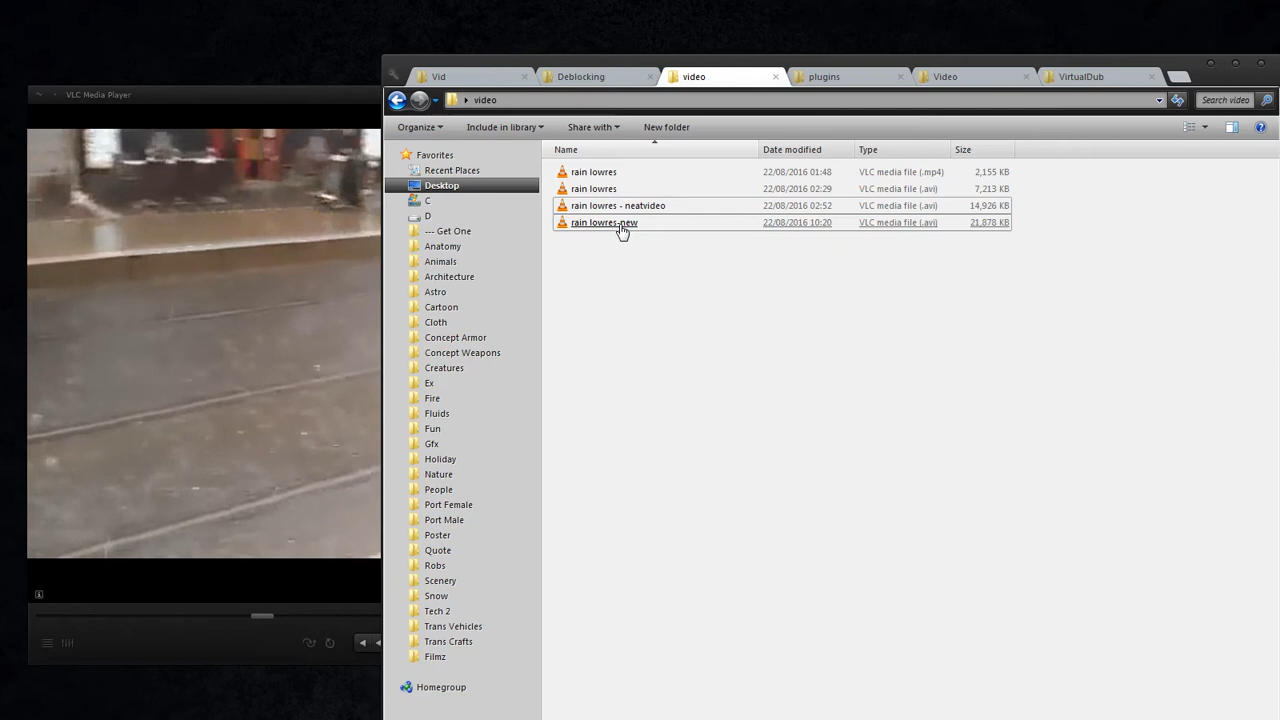 VLC Media Player
Vid
Deblocking
video
plugins
Video
VirtualDub
video
Search video
Organize
Include in library
Share with
New folder
Name
Date modified
Type
Size
Favorites
Recent Places
Desktop
C
D
--- Get One
Anatomy
Animals
Architecture
Astro
Cartoon
Cloth
Concept Armor
Concept Weapons
Creatures
Ex
Fire
Fluids
Fun
Gfx
Holiday
Nature
People
Port Female
Port Male
Poster
Quote
Robs
Scenery
Snow
Tech 2
Trans Vehicles
Trans Crafts
Filmz
Homegroup
rain lowres 22/08/2016 01:48 VLC media file (.mp4) 2,155 KB
rain lowres 22/08/2016 02:29 VLC media file (.avi) 7,213 KB
rain lowres - neatvideo 22/08/2016 02:52 VLC media file (.avi) 14,926 KB
rain lowres-new 22/08/2016 10:20 VLC media file (.avi) 21,878 KB